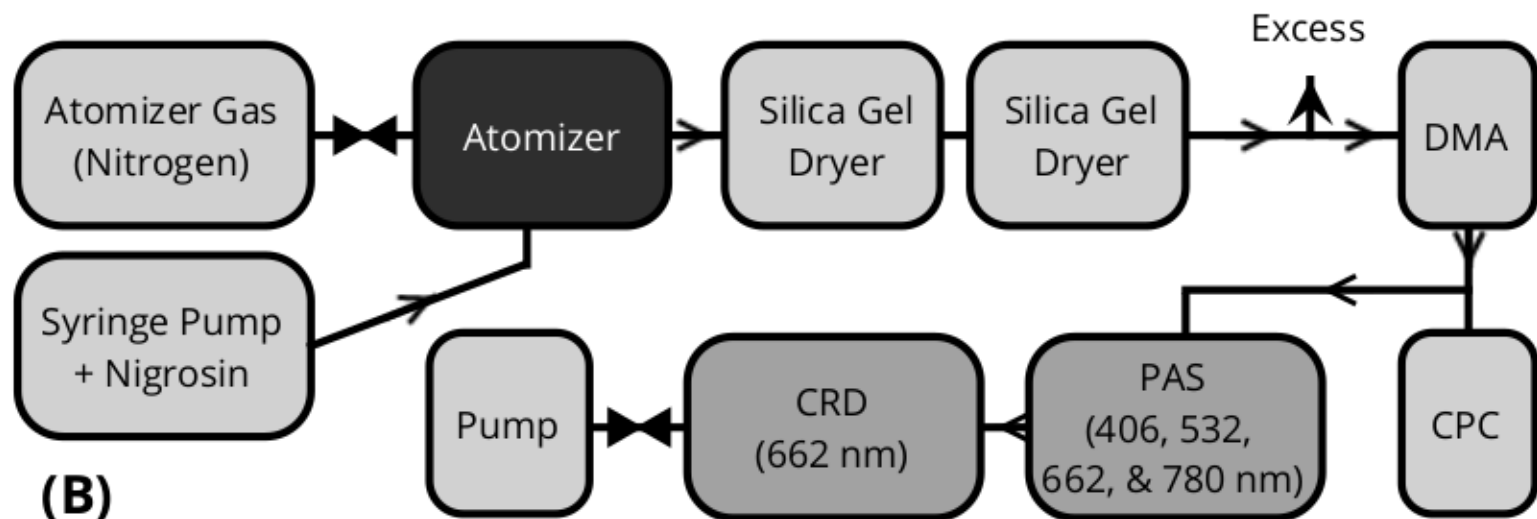 Excess
Atomizer Gas
(Nitrogen)
Atomizer
Silica Gel
Dryer
Silica Gel
Dryer
DMA
Syringe Pump
+ Nigrosin
Pump
CRD
(662 nm)
PAS
(406, 532,
662, & 780 nm)
CPC
(B)